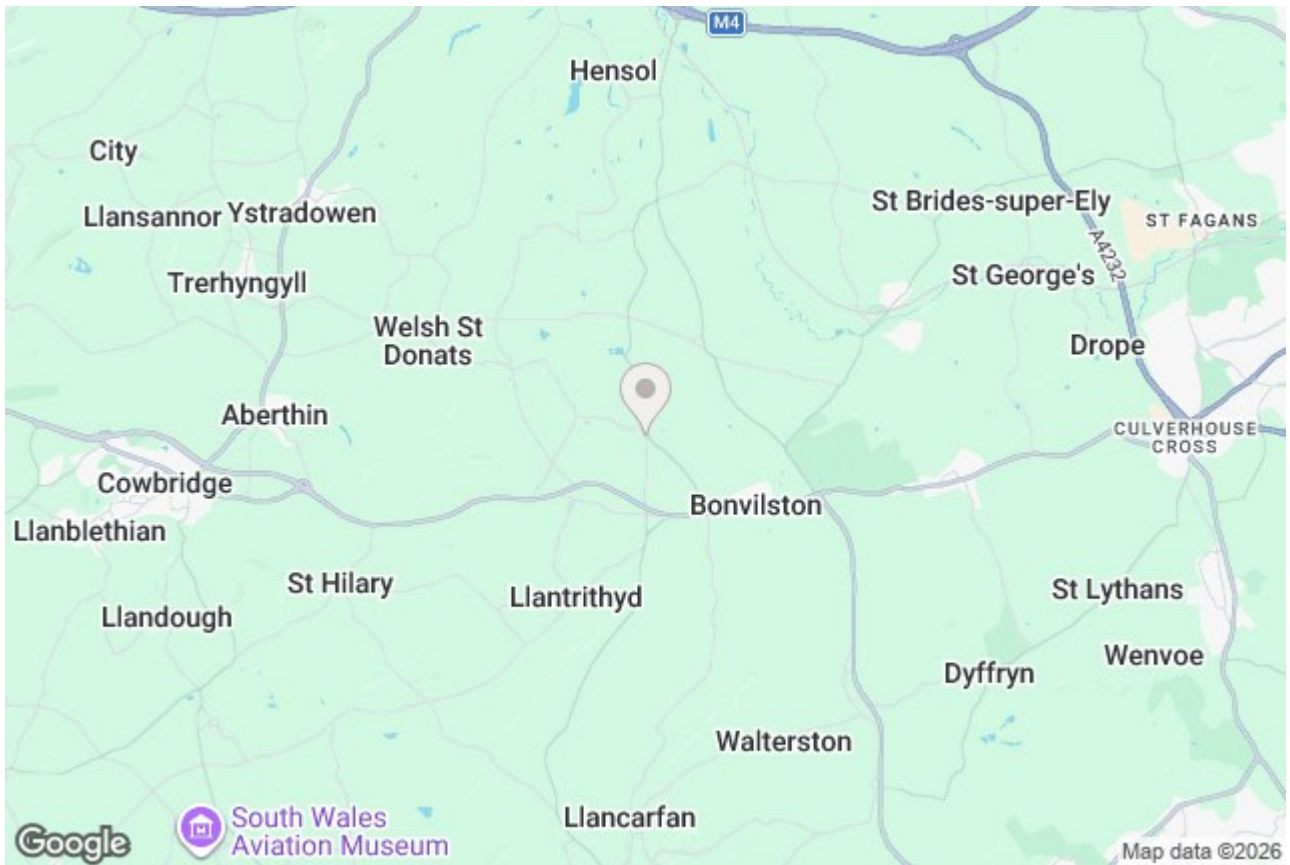 M4
Hensol
City
St Brides-super-Ely
Llansannor
Ystradowen
ST FAGANS
A4232
St George's
Trerhyngyll
Welsh St
Donats
Drope
Aberthin
CULVERHOUSE
CROSS
Cowbridge
Bonvilston
Llanblethian
St Hilary
Llantrithyd
St Lythans
Llandough
Wenvoe
Dyffryn
Walterston
Llancarfan
South Wales
Aviation Museum
Google
Map data ©2026